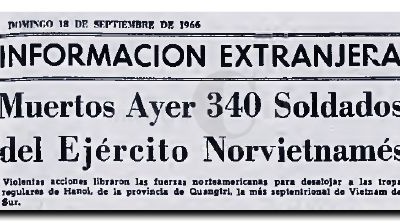 DOMINGO 18 DE SEPTIEMBRE DE 1966
INFORMACION EXTRANJERA
Muertos Ayer 340 Soldados
del Ejército Norvietnamés
Violentas acciones libraron las fuerzas norteamericanas para desalojar a las tropas
regulares de Hanoi, de la provincia de Quangtri, la más septentrional de Vietnam de
Sur.